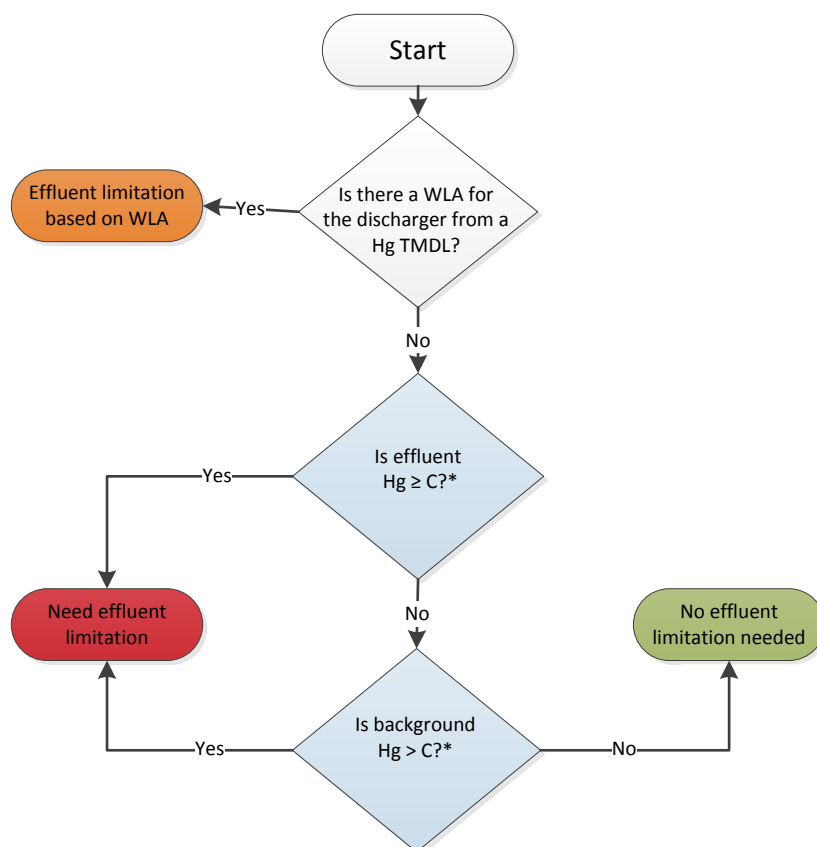 Start
Is there a WLA for
the discharger from a
Hg TMDL?
Yes
Effluent limitation
based on WLA
No
Is effluent
Hg ≥ C?*
Yes
No
Need effluent
limitation
No effluent
limitation needed
Is background
Hg > C?*
Yes
No